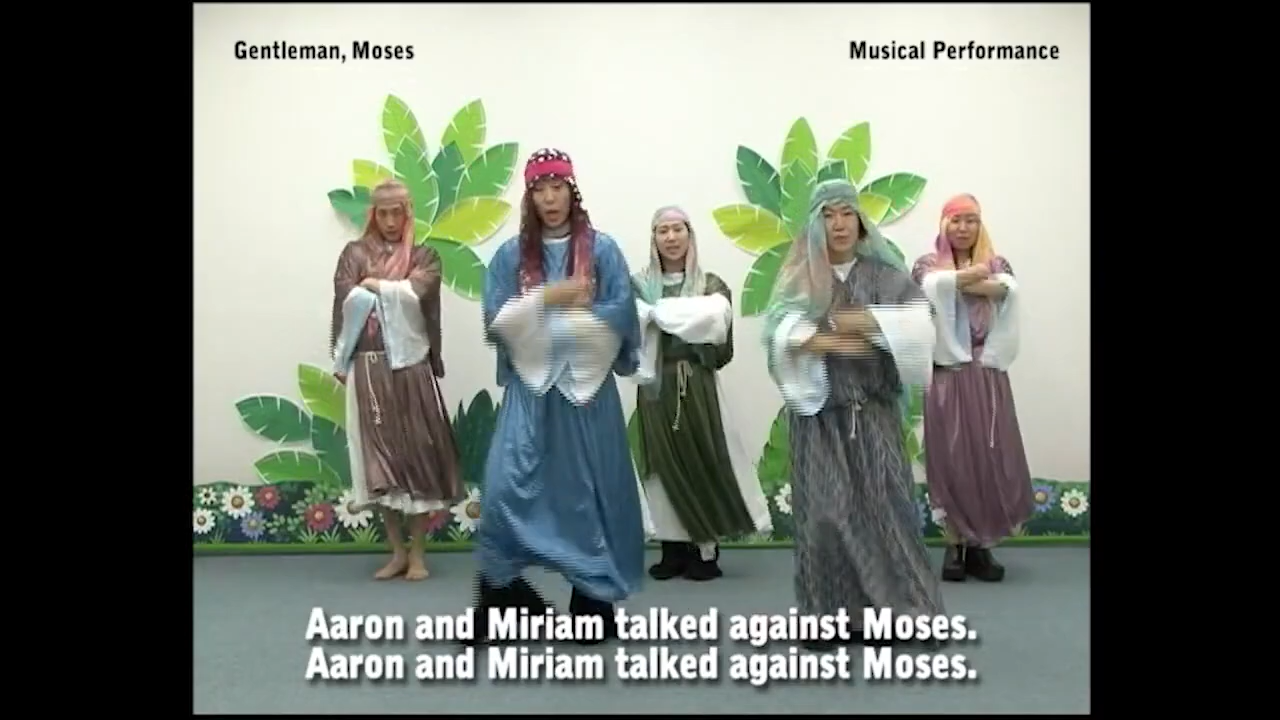 Gentleman, Moses
Musical Performance
Aaron and Miriam talked against Moses.
Aaron and Miriam talked against Moses.